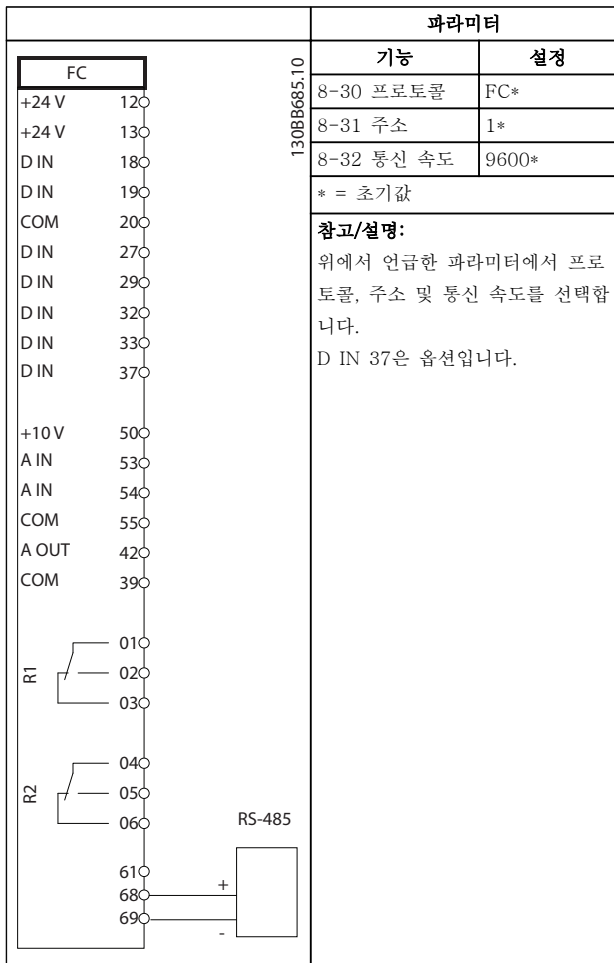 파라미터
기능 설정
8-30 프로토콜 FC*
8-31 주소 1*
8-32 통신 속도 9600*
* = 초기값
참고/설명:
위에서 언급한 파라미터에서 프로
토콜, 주소 및 통신 속도를 선택합
니다.
D IN 37은 옵션입니다.
130BB685.10
FC
+24 V 12
+24 V 13
D IN 18
D IN 19
COM 20
D IN 27
D IN 29
D IN 32
D IN 33
D IN 37
+10 V 50
A IN 53
A IN 54
COM 55
A OUT 42
COM 39
R1
01
02
03
R2
04
05
06
RS-485
61
68 +
69 -